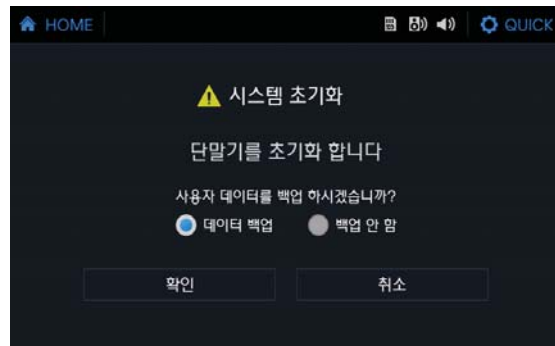 HOME
QUICK
시스템 초기화
단말기를 초기화 합니다
사용자 데이터를 백업 하시겠습니까?
데이터 백업 백업 안 함
확인 취소